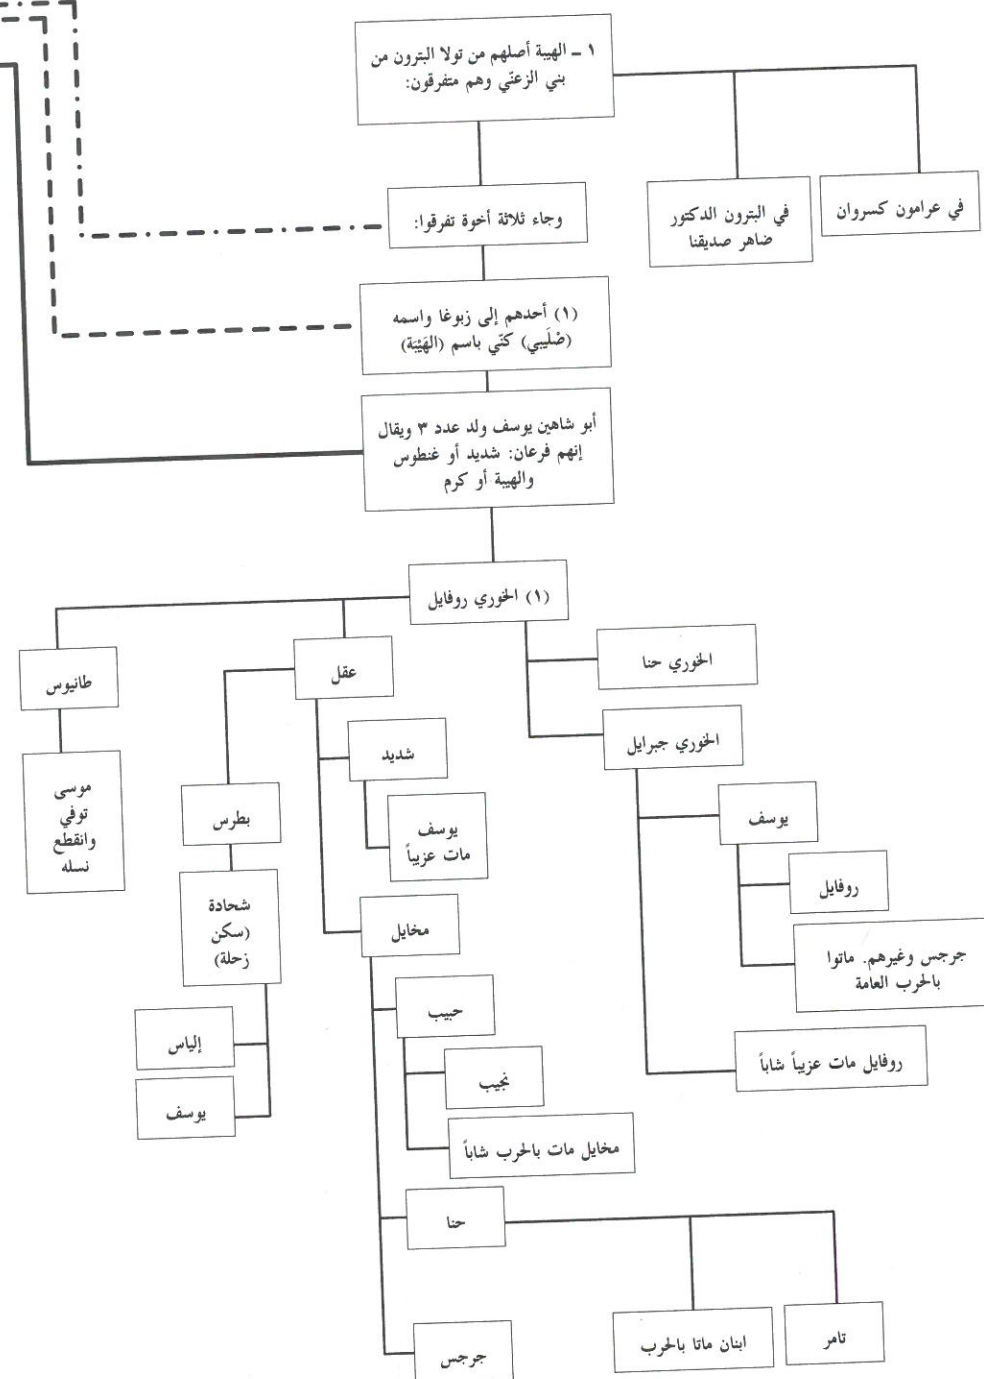 ١ ــ الهيبة أصلهم من تولا البترون من
بني الزعنّي وهم متفرقون:
في عرامون كسروان
في البترون الدكتور
ضاهر صديقنا
وجاء ثلاثة أخوة تفرقوا:
(١) أحدهم إلى زبوغا واسمه
(صْلَيبي) كنّي باسم (الهَيْبَة)
أبو شاهين يوسف ولد عدد ٣ ويقال
إنهم فرعان: شديد أو غنطوس
والهيبة أو كرم
(١) الخوري روفايل
الخوري حنا
الخوري جبرايل
يوسف
روفايل
جرجس وغيرهم. ماتوا
بالحرب العامة
روفايل مات عزيباً شاباً
عقل
شديد
يوسف
مات عزيباً
مخايل
حبيب
نجيب
مخايل مات بالحرب شاباً
حنا
تامر
ابنان ماتا بالحرب
جرجس
بطرس
شحادة
(سكن
زحلة)
إلياس
يوسف
طانيوس
موسى
توفي
وانقطع
نسله